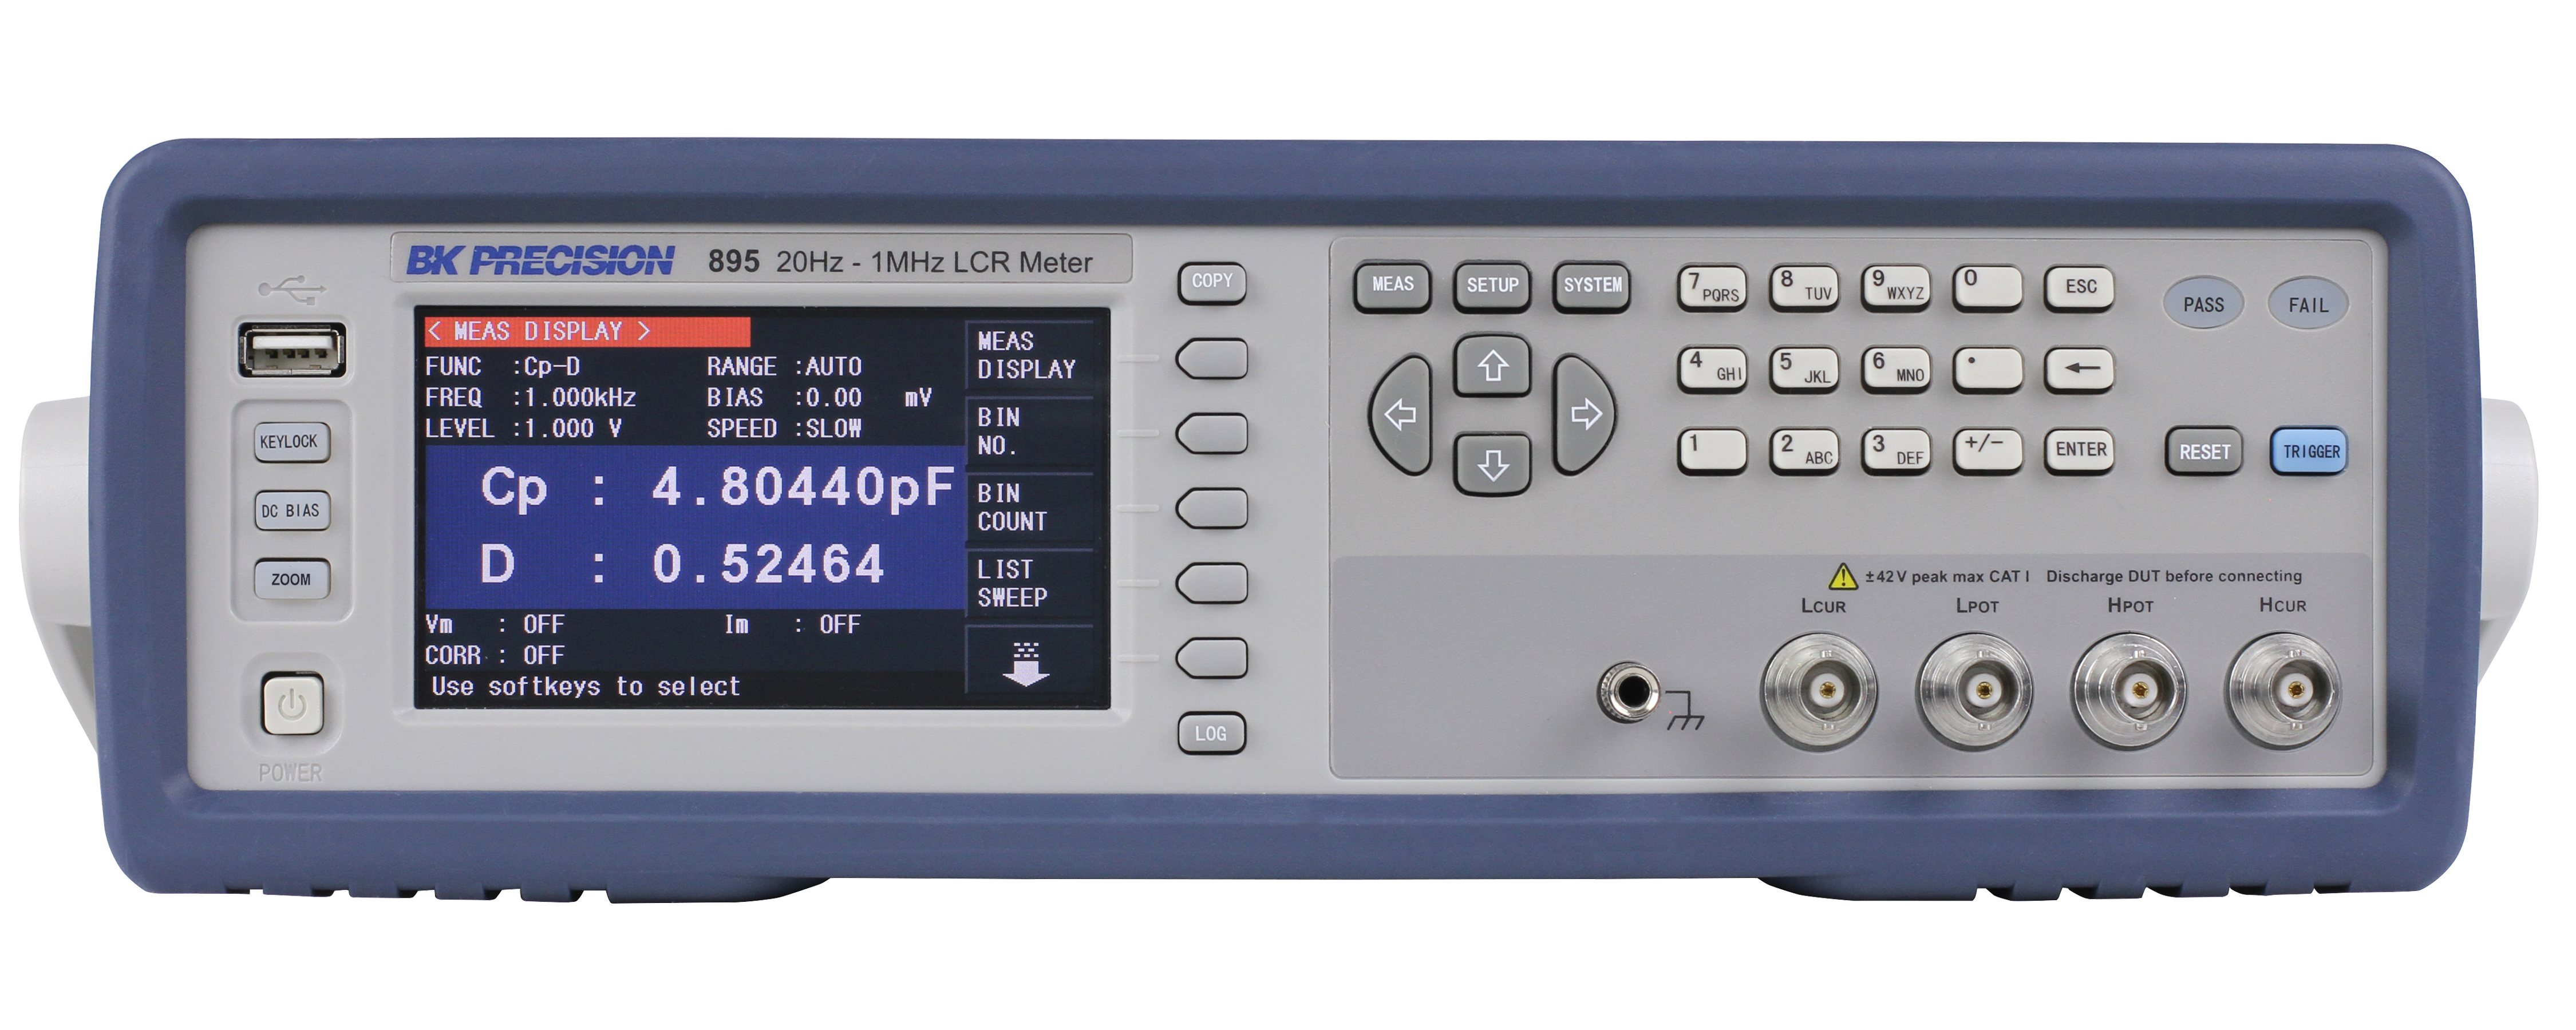 BK PRECISION 895 20Hz - 1MHz LCR Meter
< MEAS DISPLAY >
FUNC :Cp-D RANGE :AUTO
FREQ :1.000kHz BIAS :0.00 mV
LEVEL :1.000 V SPEED :SLOW
Cp : 4.80440pF
D : 0.52464
Vm : OFF Im : OFF
CORR : OFF
Use softkeys to select
MEAS
DISPLAY
BIN
NO.
BIN
COUNT
LIST
SWEEP
KEYLOCK
DC BIAS
ZOOM
POWER
COPY
LOG
MEAS SETUP SYSTEM
7 PQRS 8 TUV 9 WXYZ 0 ESC
4 GHI 5 JKL 6 MNO .
1 2 ABC 3 DEF +/- ENTER
PASS FAIL
RESET TRIGGER
±42V peak max CAT I Discharge DUT before connecting
LCUR LPOT HPOT HCUR